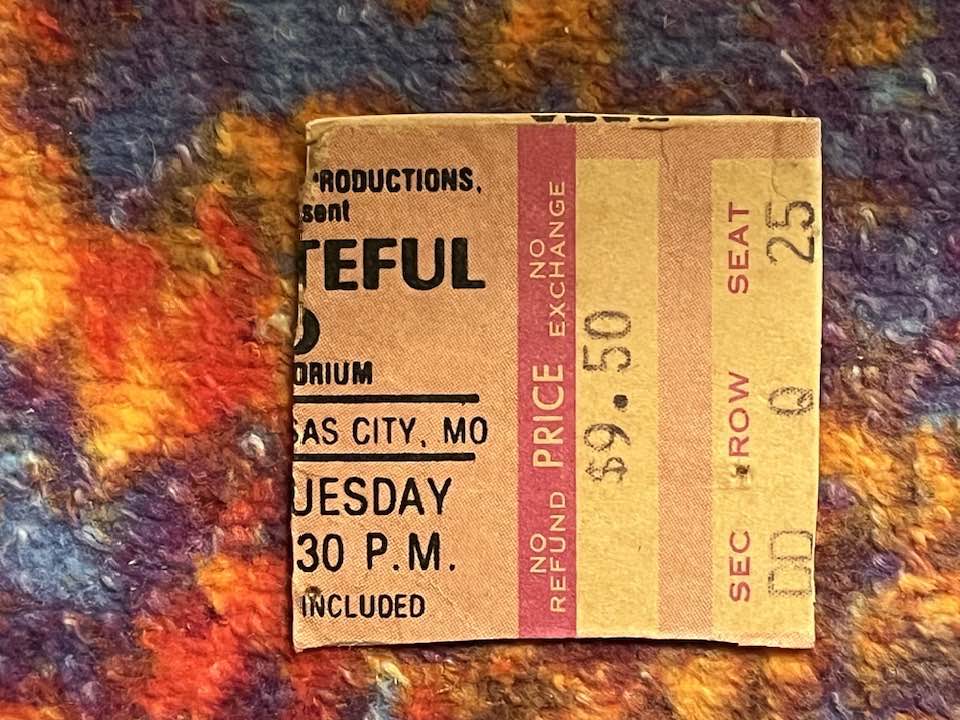 RODUCTIONS,
sent
TEFUL
D
ORIUM
SAS CITY, MO
UESDAY
30 P.M.
INCLUDED
NO REFUND PRICE NO EXCHANGE
$9.50
SEC ROW SEAT
DD Q 25